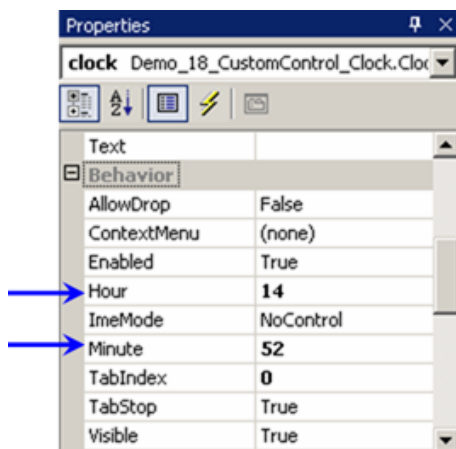 Properties
clock Demo_18_CustomControl_Clock.Cloc
Text
Behavior
AllowDrop False
ContextMenu (none)
Enabled True
Hour 14
ImeMode NoControl
Minute 52
TabIndex 0
TabStop True
Visible True